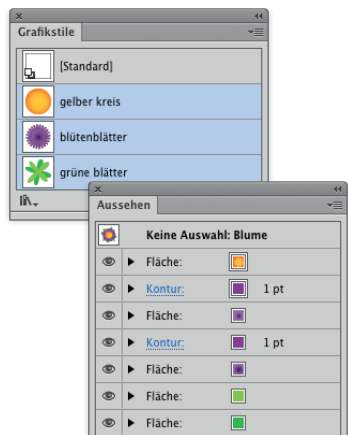 Grafikstile
[Standard]
gelber kreis
blütenblätter
grüne blätter
Aussehen
Keine Auswahl: Blume
Fläche:
Kontur: 1 pt
Fläche:
Kontur: 1 pt
Fläche:
Fläche:
Fläche: